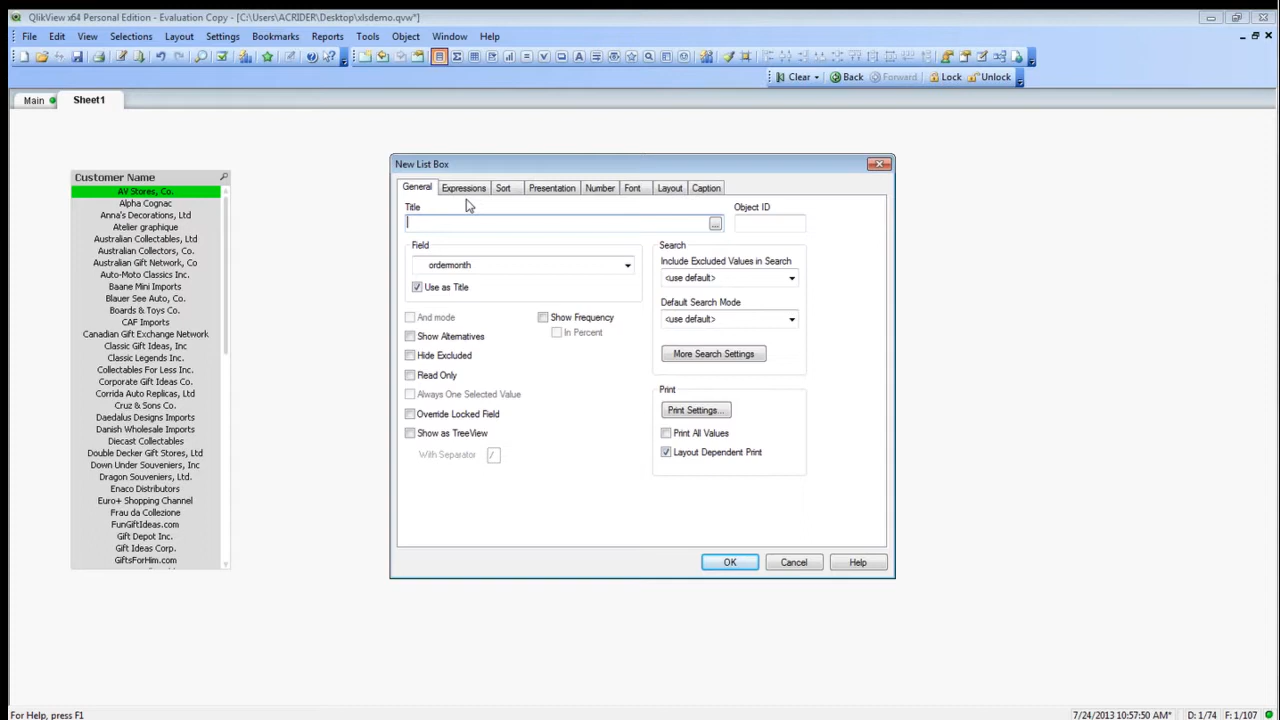 QlikView x64 Personal Edition - Evaluation Copy - [C:\Users\ACRIDER\Desktop\xlsdemo.qvw*]
File Edit View Selections Layout Settings Bookmarks Reports Tools Object Window Help
Clear Back Forward Lock Unlock
Main Sheet1
New List Box
General Expressions Sort Presentation Number Font Layout Caption
Title
Object ID
...
Field
ordermonth
Use as Title
And mode
Show Alternatives
Hide Excluded
Read Only
Always One Selected Value
Override Locked Field
Show as TreeView
With Separator /
Show Frequency
In Percent
Search
Include Excluded Values in Search
<use default>
Default Search Mode
<use default>
More Search Settings
Print
Print Settings...
Print All Values
Layout Dependent Print
OK Cancel Help
Customer Name
AV Stores, Co.
Alpha Cognac
Anna's Decorations, Ltd
Atelier graphique
Australian Collectables, Ltd
Australian Collectors, Co.
Australian Gift Network, Co
Auto-Moto Classics Inc.
Baane Mini Imports
Blauer See Auto, Co.
Boards & Toys Co.
CAF Imports
Canadian Gift Exchange Network
Classic Gift Ideas, Inc
Classic Legends Inc.
Collectables For Less Inc.
Corporate Gift Ideas Co.
Corrida Auto Replicas, Ltd
Cruz & Sons Co.
Daedalus Designs Imports
Danish Wholesale Imports
Diecast Collectables
Double Decker Gift Stores, Ltd
Down Under Souveniers, Inc
Dragon Souveniers, Ltd.
Enaco Distributors
Euro+ Shopping Channel
Frau da Collezione
FunGiftIdeas.com
Gift Depot Inc.
Gift Ideas Corp.
GiftsForHim.com
For Help, press F1
7/24/2013 10:57:50 AM* D: 1/74 F: 1/107